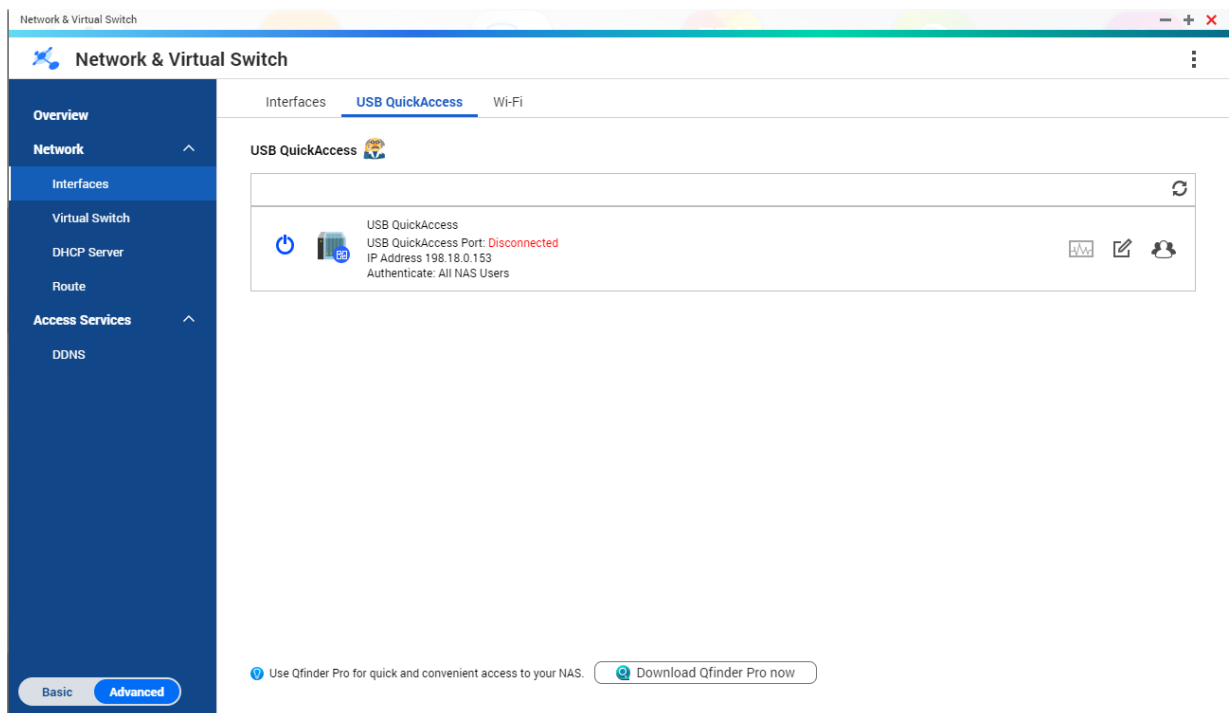 Network & Virtual Switch
Network & Virtual Switch
Overview
Network
Interfaces
Virtual Switch
DHCP Server
Route
Access Services
DDNS
Basic
Advanced
Interfaces USB QuickAccess Wi-Fi
USB QuickAccess
USB QuickAccess
USB QuickAccess Port: Disconnected
IP Address 198.18.0.153
Authenticate: All NAS Users
Use Qfinder Pro for quick and convenient access to your NAS. Download Qfinder Pro now